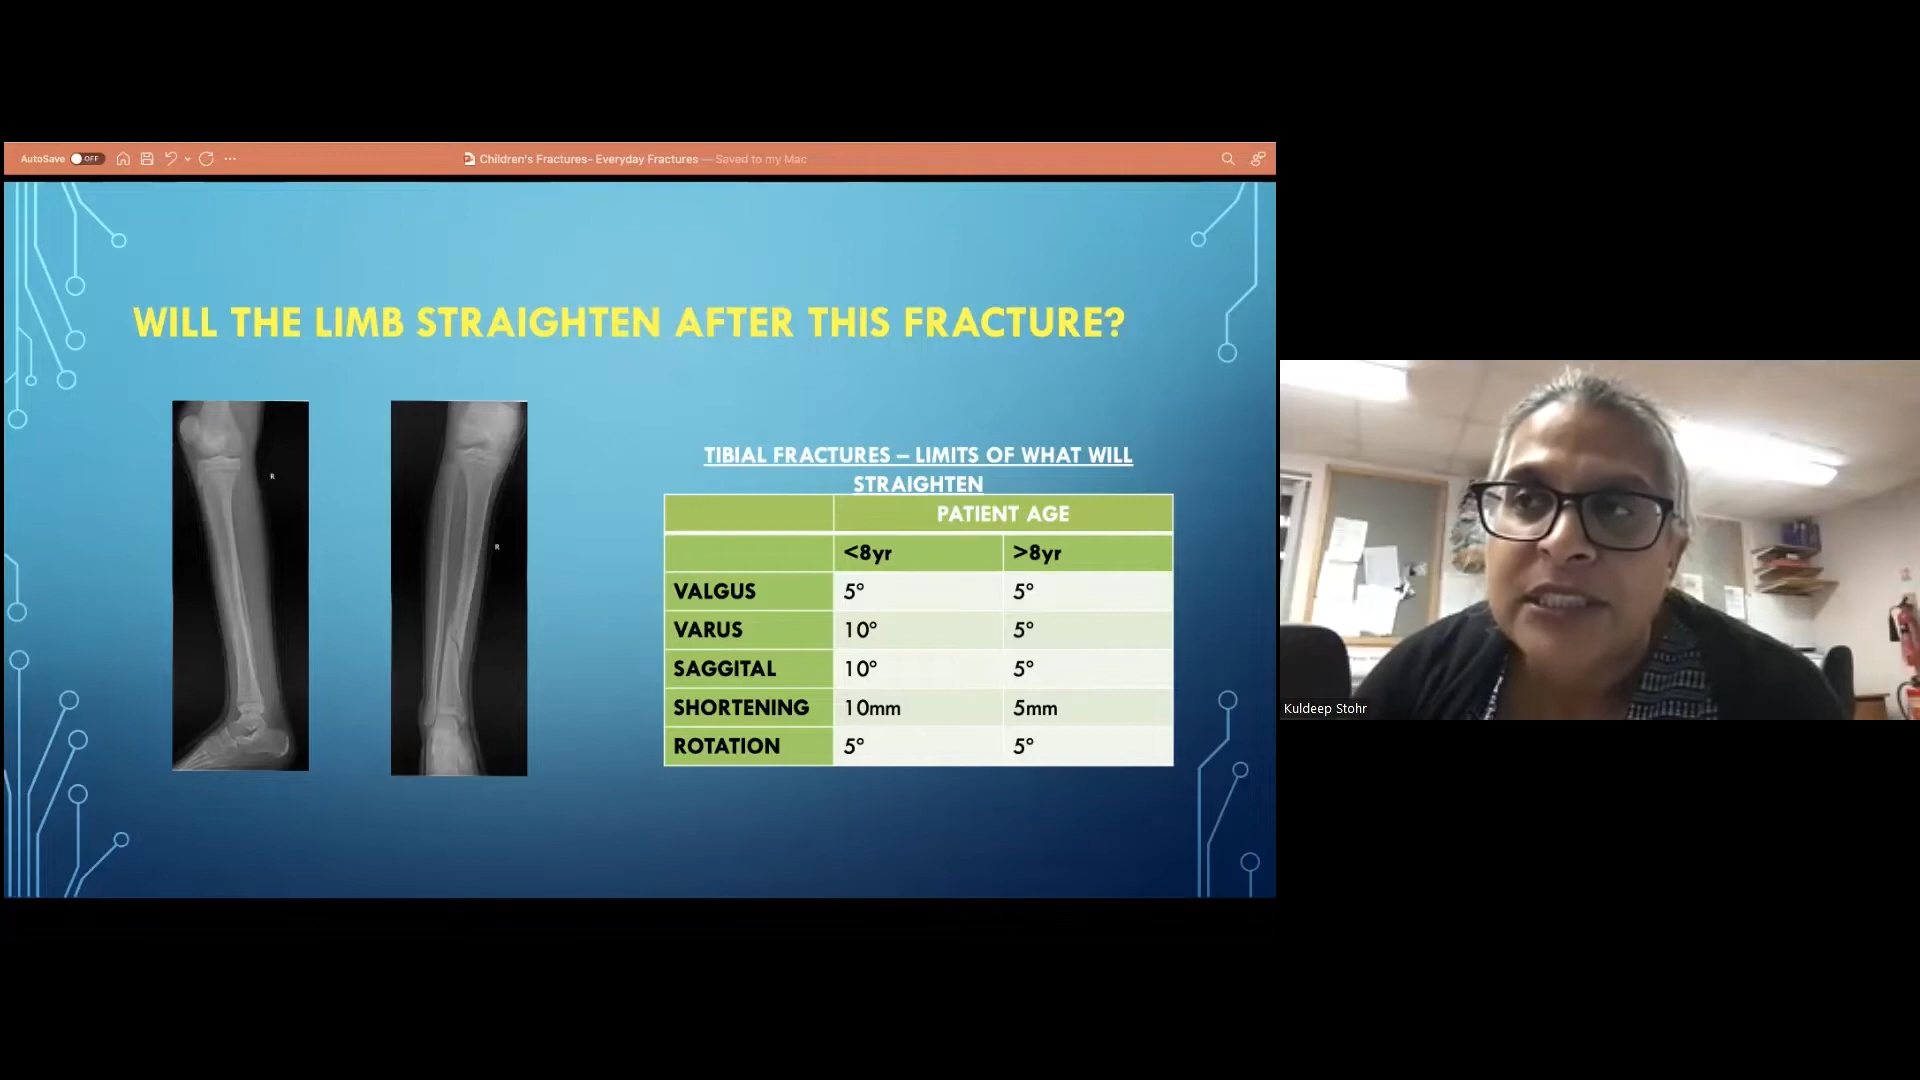 AutoSave OFF
Children's Fractures- Everyday Fractures — Saved to my Mac
WILL THE LIMB STRAIGHTEN AFTER THIS FRACTURE?
R
R
TIBIAL FRACTURES – LIMITS OF WHAT WILL
STRAIGHTEN
PATIENT AGE
<8yr >8yr
VALGUS 5° 5°
VARUS 10° 5°
SAGGITAL 10° 5°
SHORTENING 10mm 5mm
ROTATION 5° 5°
Kuldeep Stohr